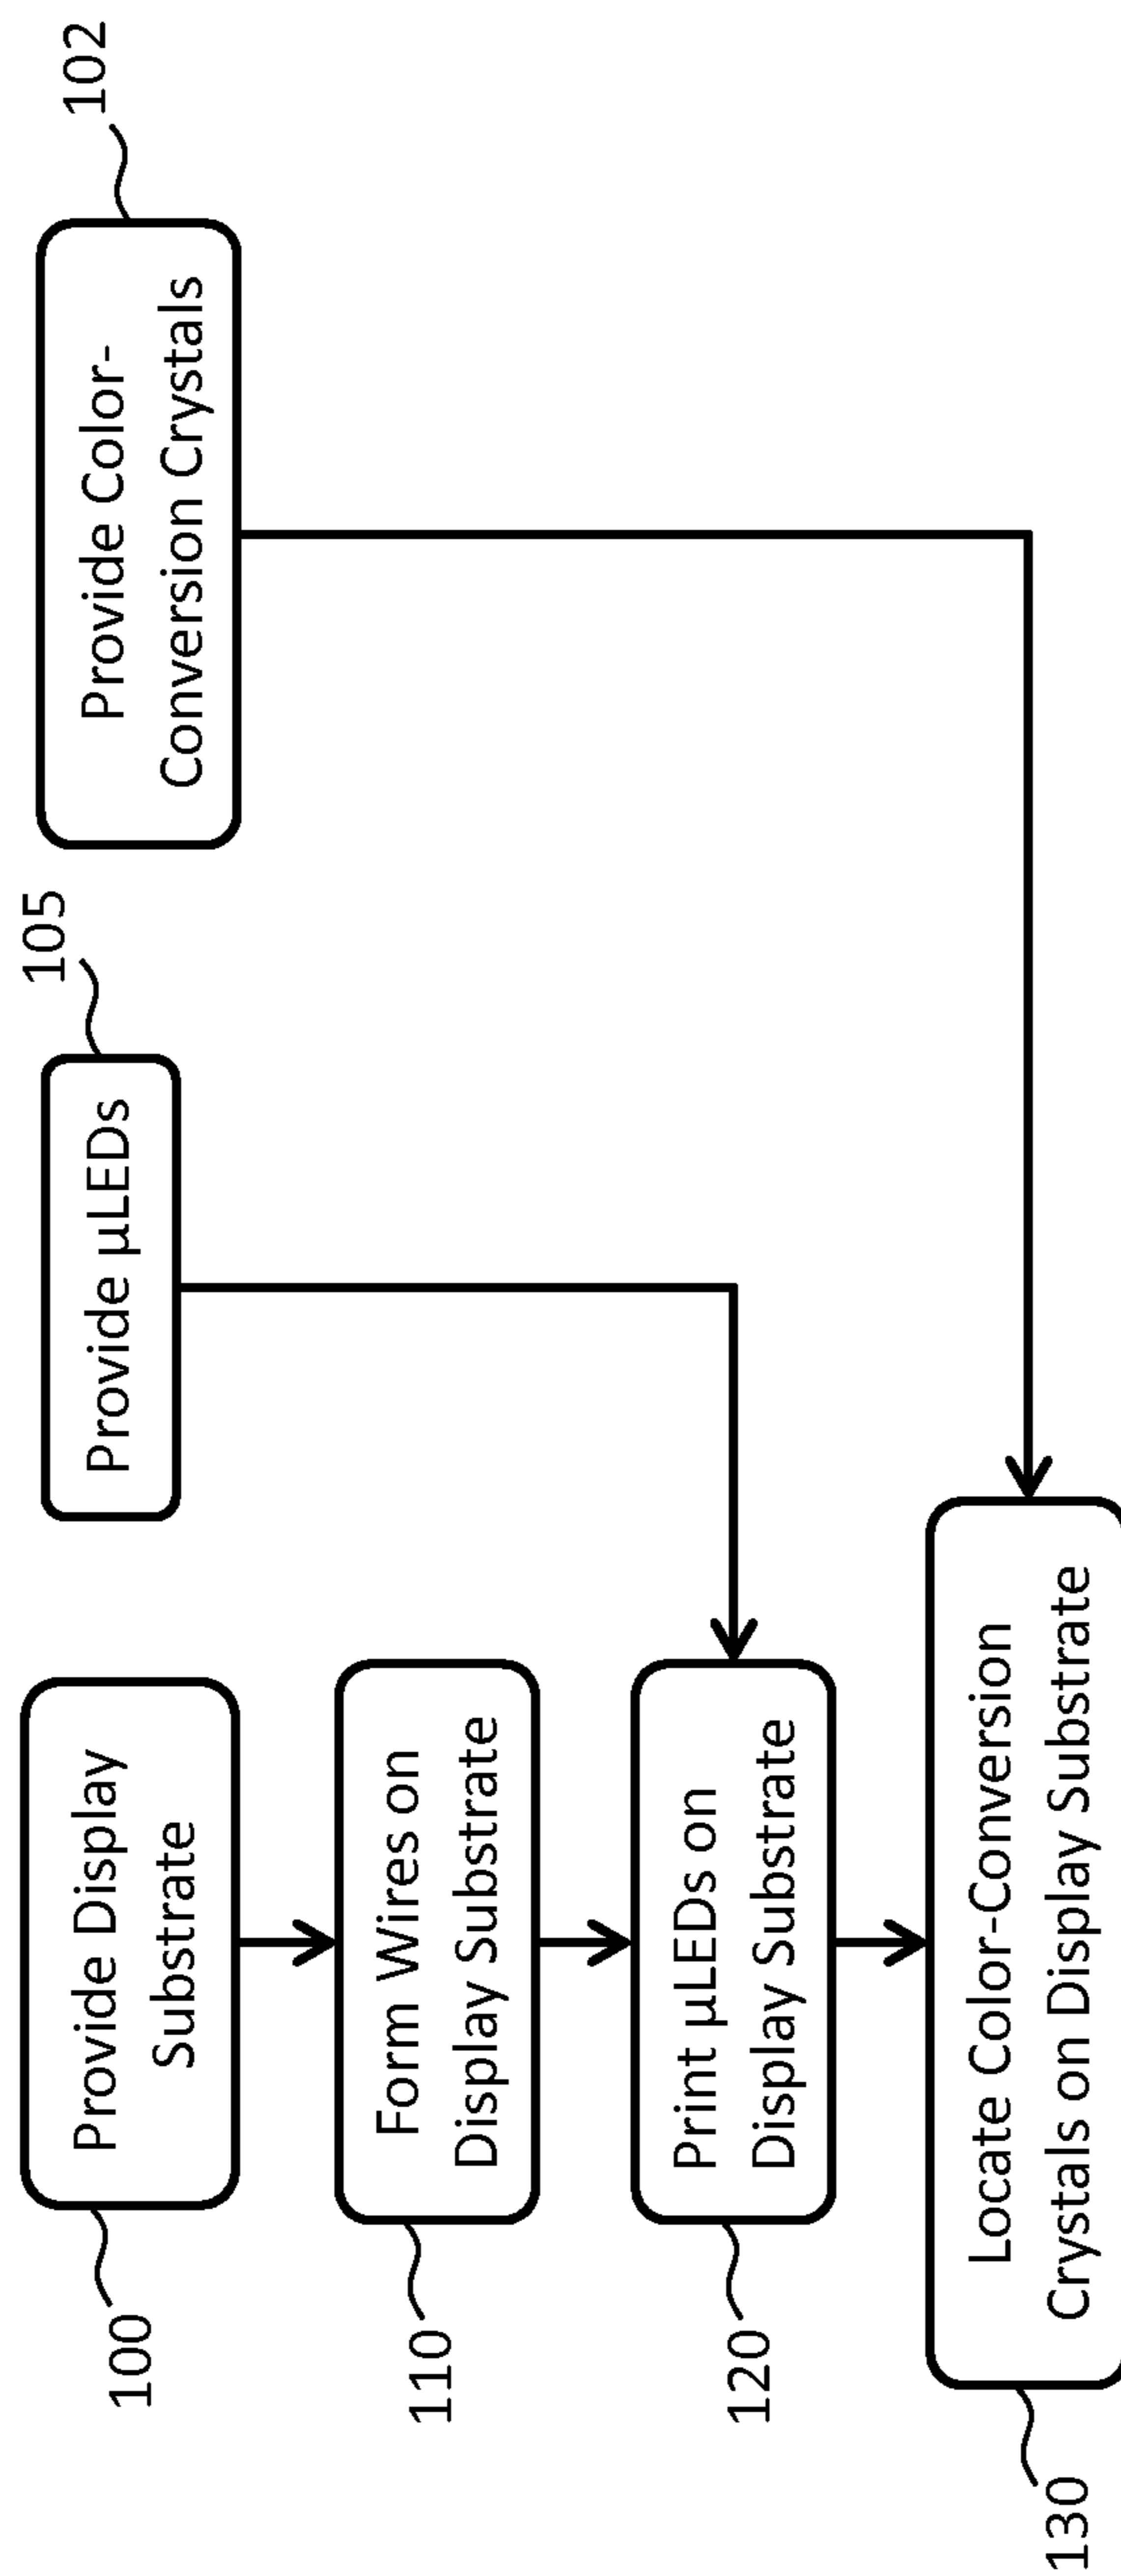 100
Provide Display
Substrate
Provide µLEDs
105
Provide Color-
Conversion Crystals
102
110
Form Wires on
Display Substrate
120
Print µLEDs on
Display Substrate
130
Locate Color-Conversion
Crystals on Display Substrate